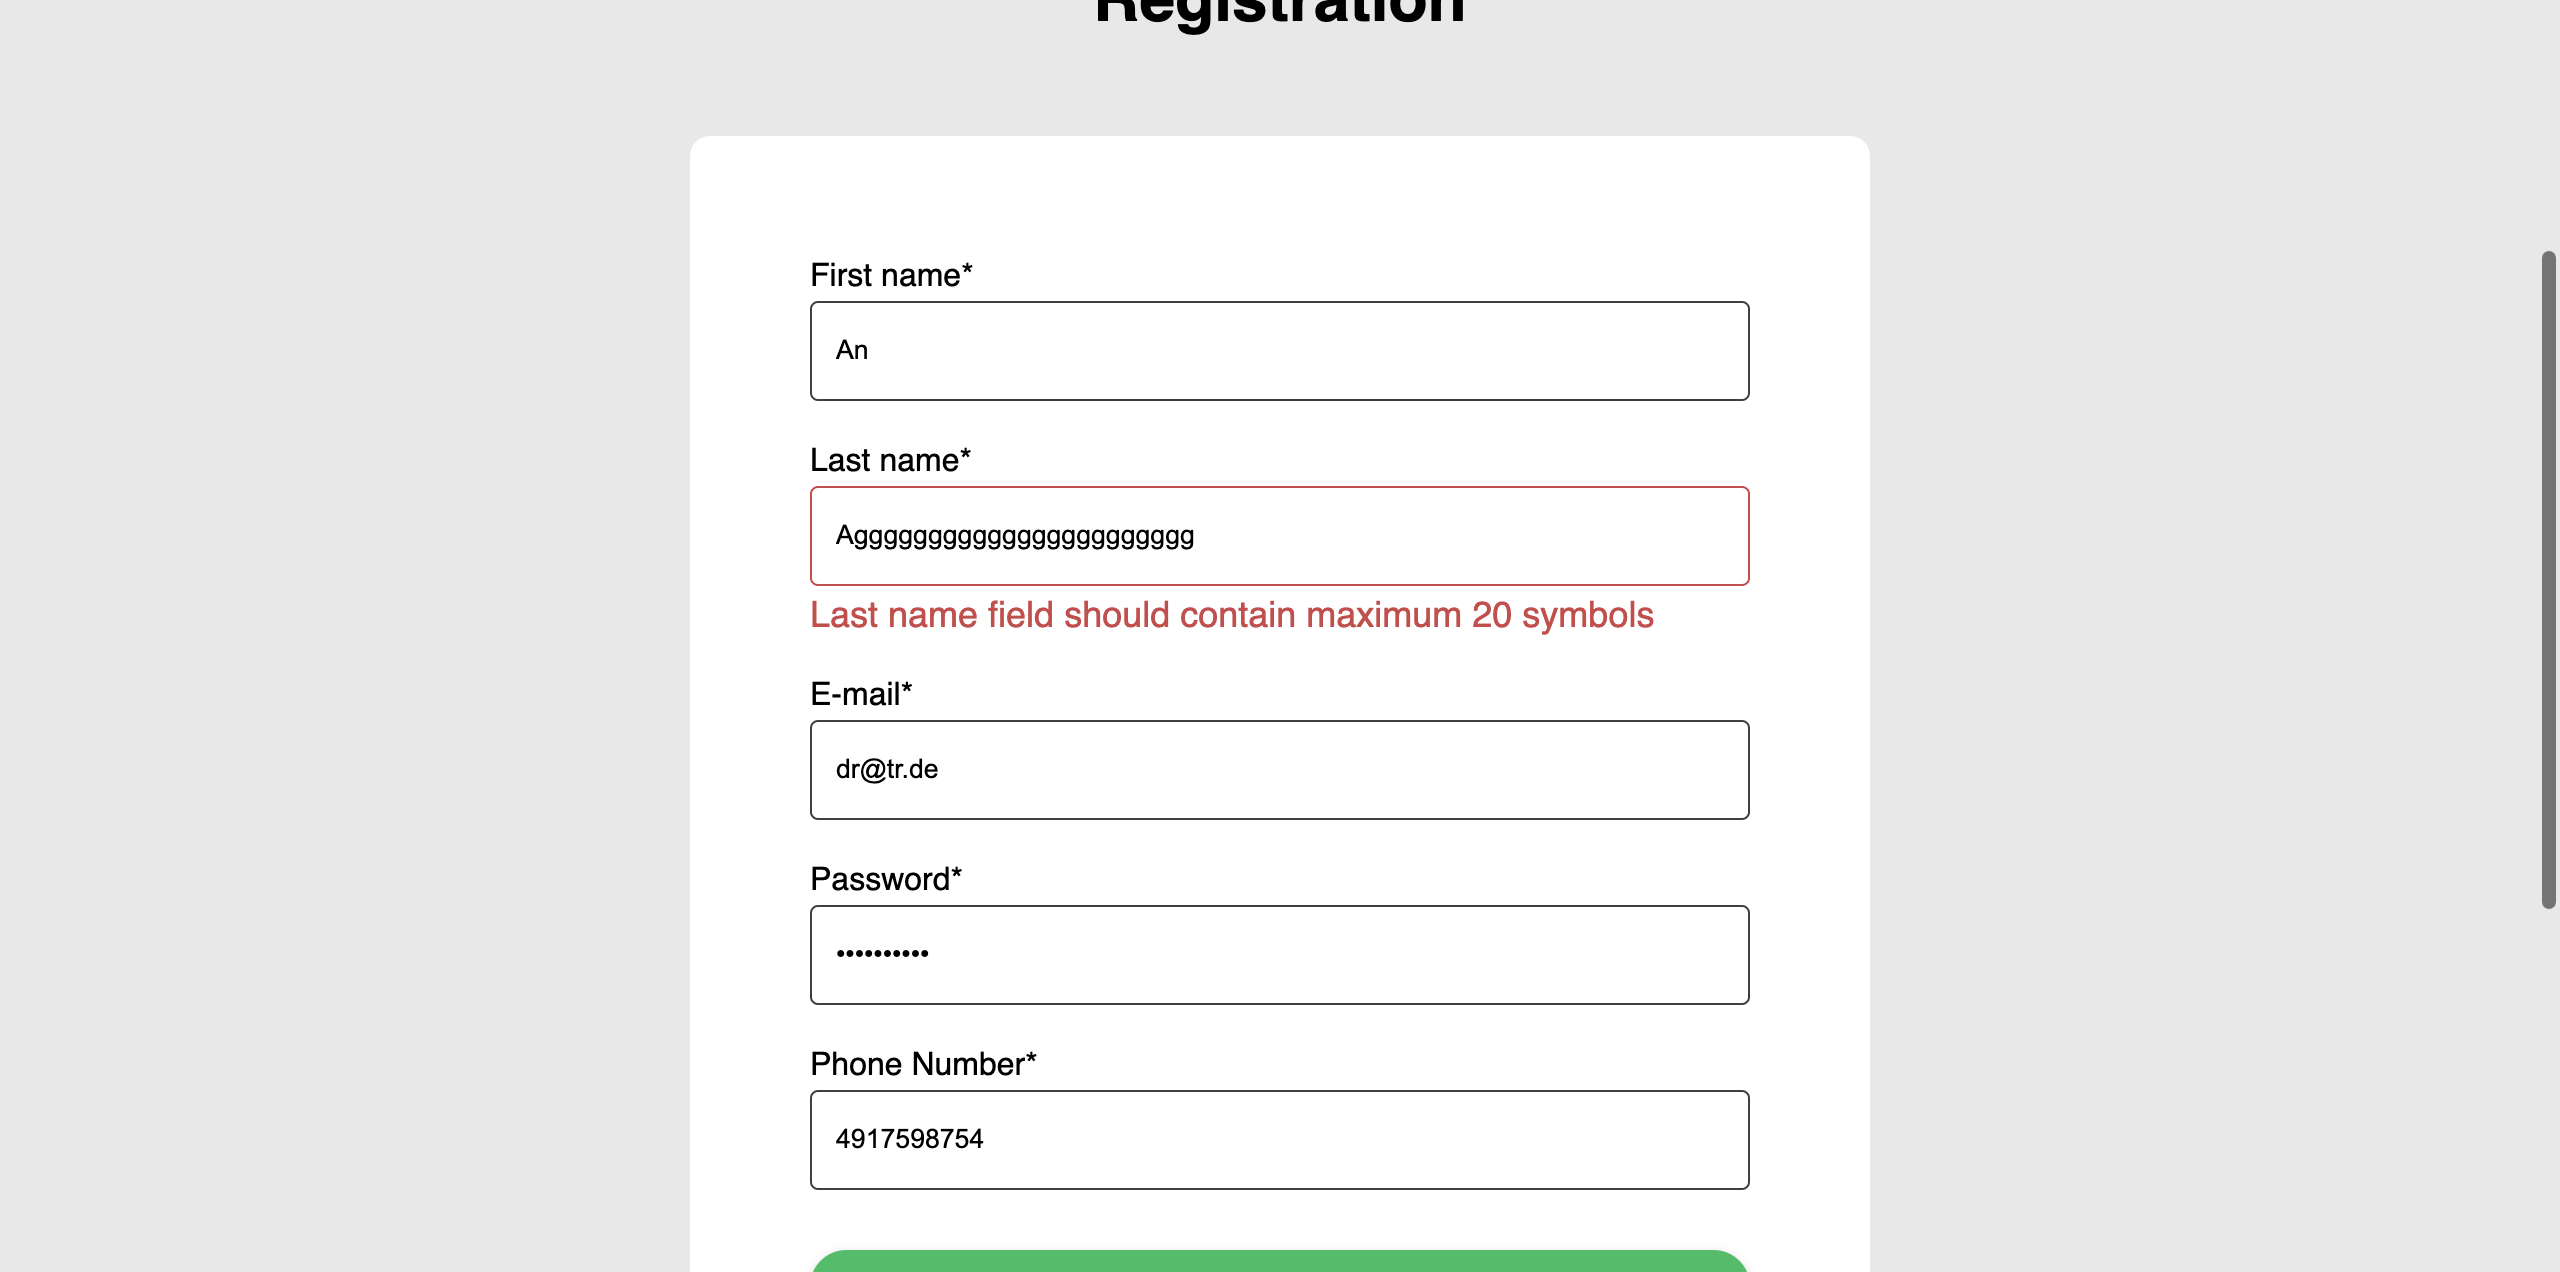 Registration
First name*
An
Last name*
Aggggggggggggggggggggggg
Last name field should contain maximum 20 symbols
E-mail*
dr@tr.de
Password*
••••••••••
Phone Number*
4917598754